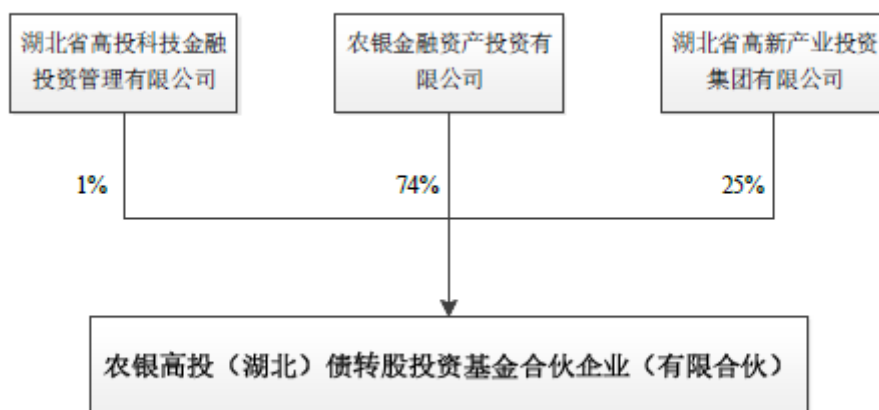 湖北省高投科技金融
投资管理有限公司
农银金融资产投资有
限公司
湖北省高新产业投资
集团有限公司
1%
74%
25%
农银高投（湖北）债转股投资基金合伙企业（有限合伙）